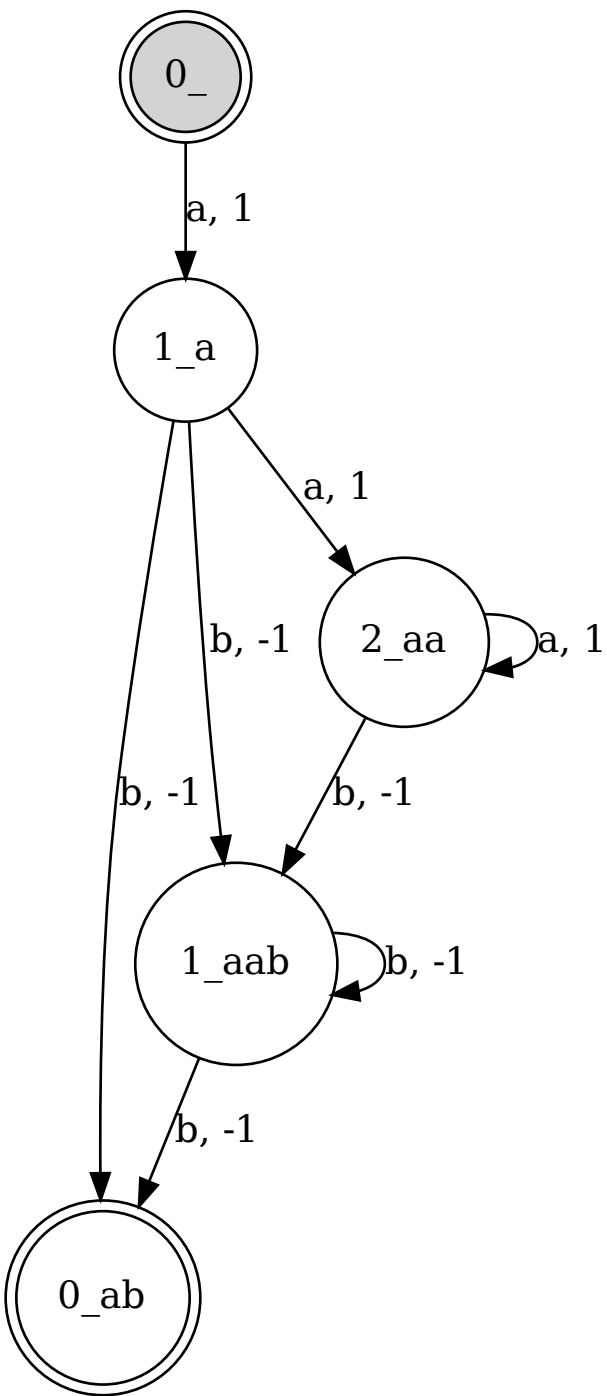 0_
a, 1
1_a
a, 1
b, -1
2_aa
a, 1
b, -1
b, -1
1_aab
b, -1
b, -1
0_ab